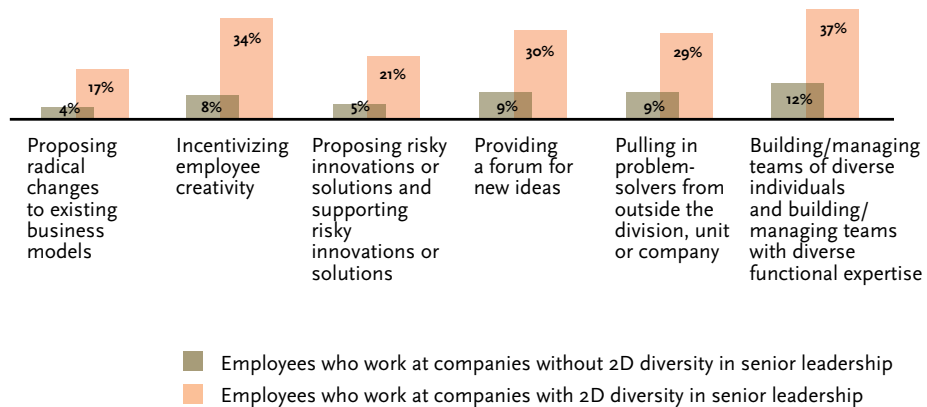 4%
17%
8%
34%
5%
21%
9%
30%
9%
29%
12%
37%
Proposing
radical
changes
to existing
business
models
Incentivizing
employee
creativity
Proposing risky
innovations or
solutions and
supporting
risky
innovations or
solutions
Providing
a forum for
new ideas
Pulling in
problem-
solvers from
outside the
division, unit
or company
Building/managing
teams of diverse
individuals
and building/
managing teams
with diverse
functional expertise
Employees who work at companies without 2D diversity in senior leadership
Employees who work at companies with 2D diversity in senior leadership